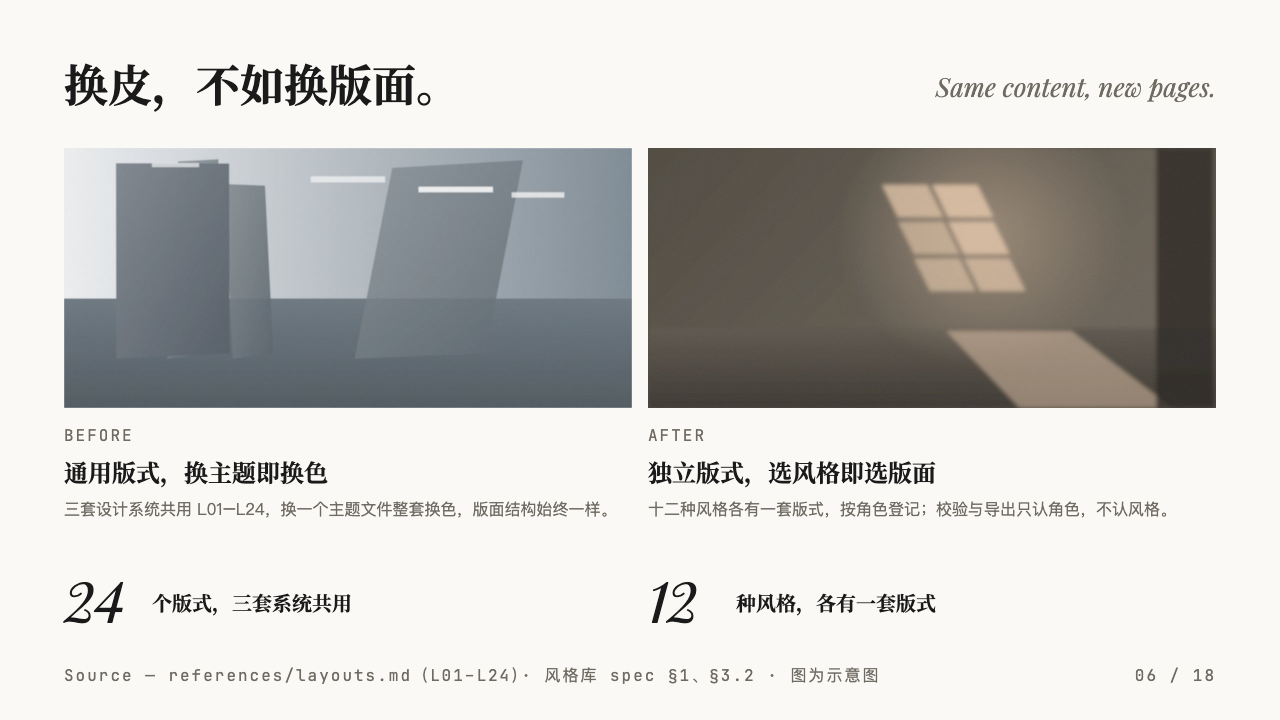 换皮，不如换版面。
Same content, new pages.
BEFORE
通用版式，换主题即换色
三套设计系统共用 L01—L24，换一个主题文件整套换色，版面结构始终一样。
AFTER
独立版式，选风格即选版面
十二种风格各有一套版式，按角色登记；校验与导出只认角色，不认风格。
24 个版式，三套系统共用
12 种风格，各有一套版式
Source — references/layouts.md (L01–L24) · 风格库 spec §1、§3.2 · 图为示意图
06 / 18